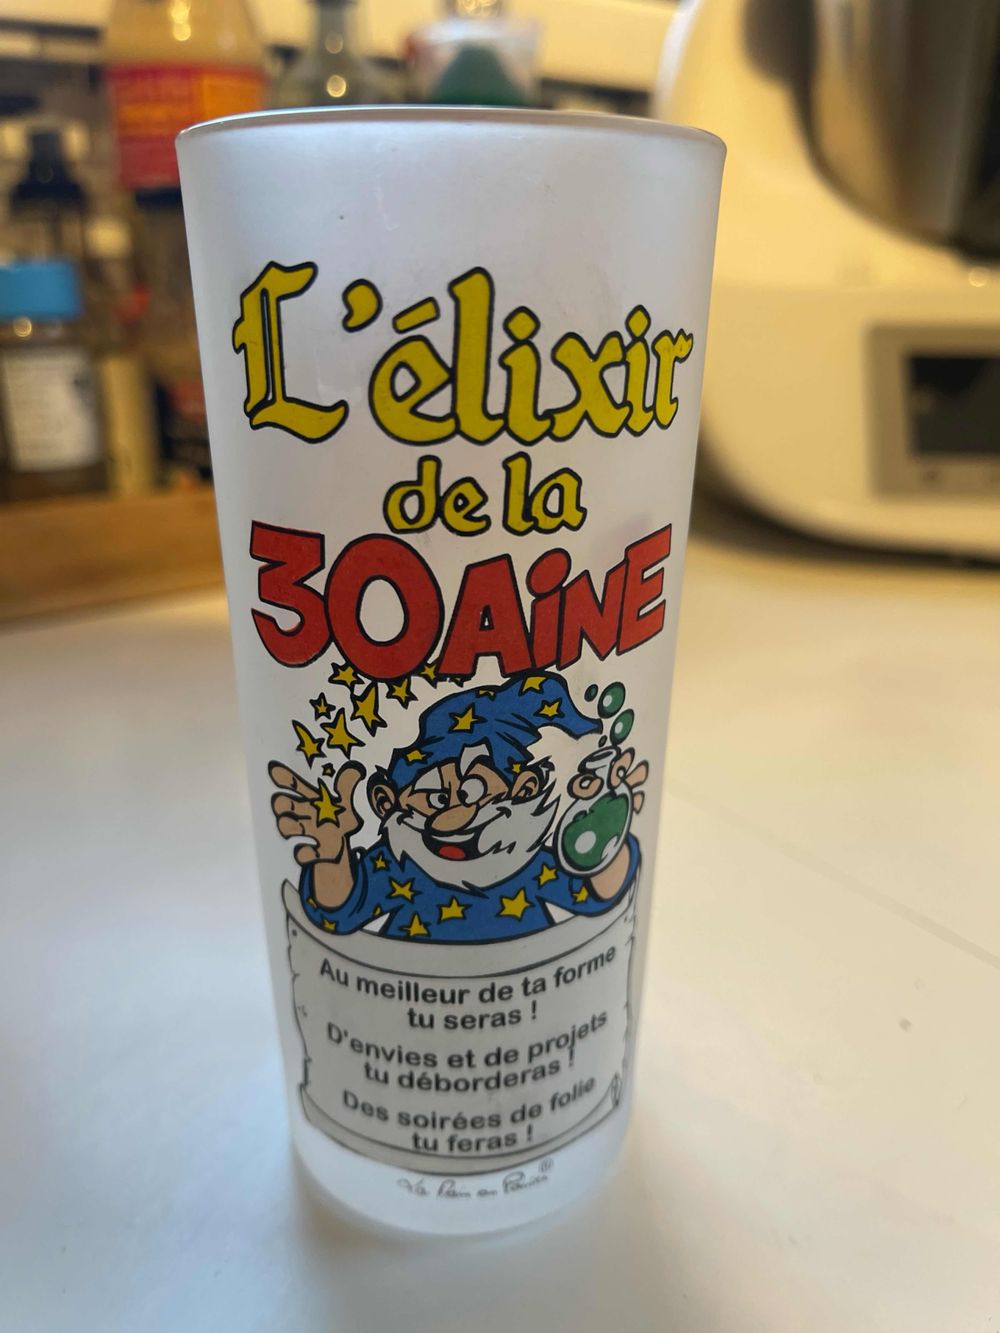 L'élixir
de la
30AiNE
Au meilleur de ta forme
tu seras !
D'envies et de projets
tu déborderas !
Des soirées de folie
tu feras !